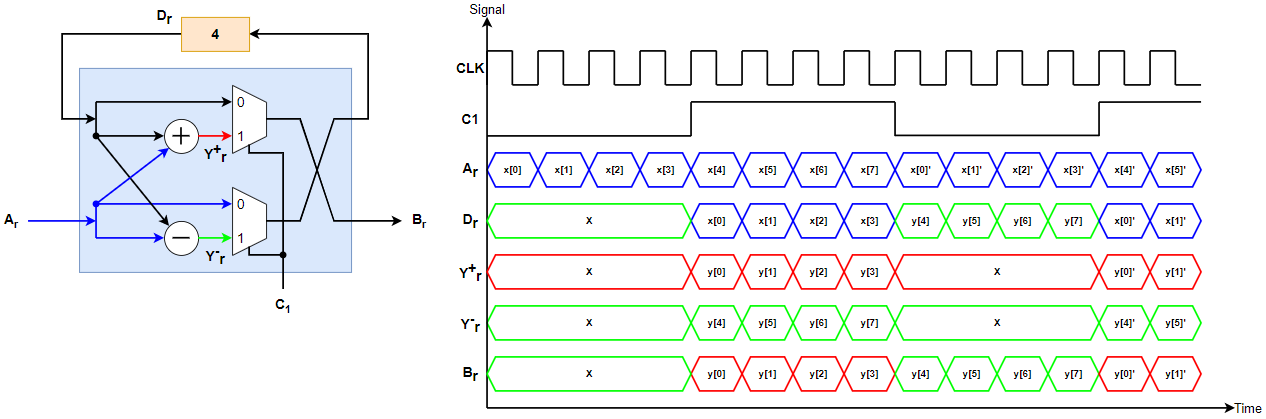 Dr
4
0
+
1
Y+r
0
Ar
Br
−
1
Y-r
C1
Signal
CLK
C1
Ar x[0] x[1] x[2] x[3] x[4] x[5] x[6] x[7] x[0]' x[1]' x[2]' x[3]' x[4]' x[5]'
Dr X x[0] x[1] x[2] x[3] y[4] y[5] y[6] y[7] x[0]' x[1]'
Y+r X y[0] y[1] y[2] y[3] X y[0]' y[1]'
Y-r X y[4] y[5] y[6] y[7] X y[4]' y[5]'
Br X y[0] y[1] y[2] y[3] y[4] y[5] y[6] y[7] y[0]' y[1]'
Time